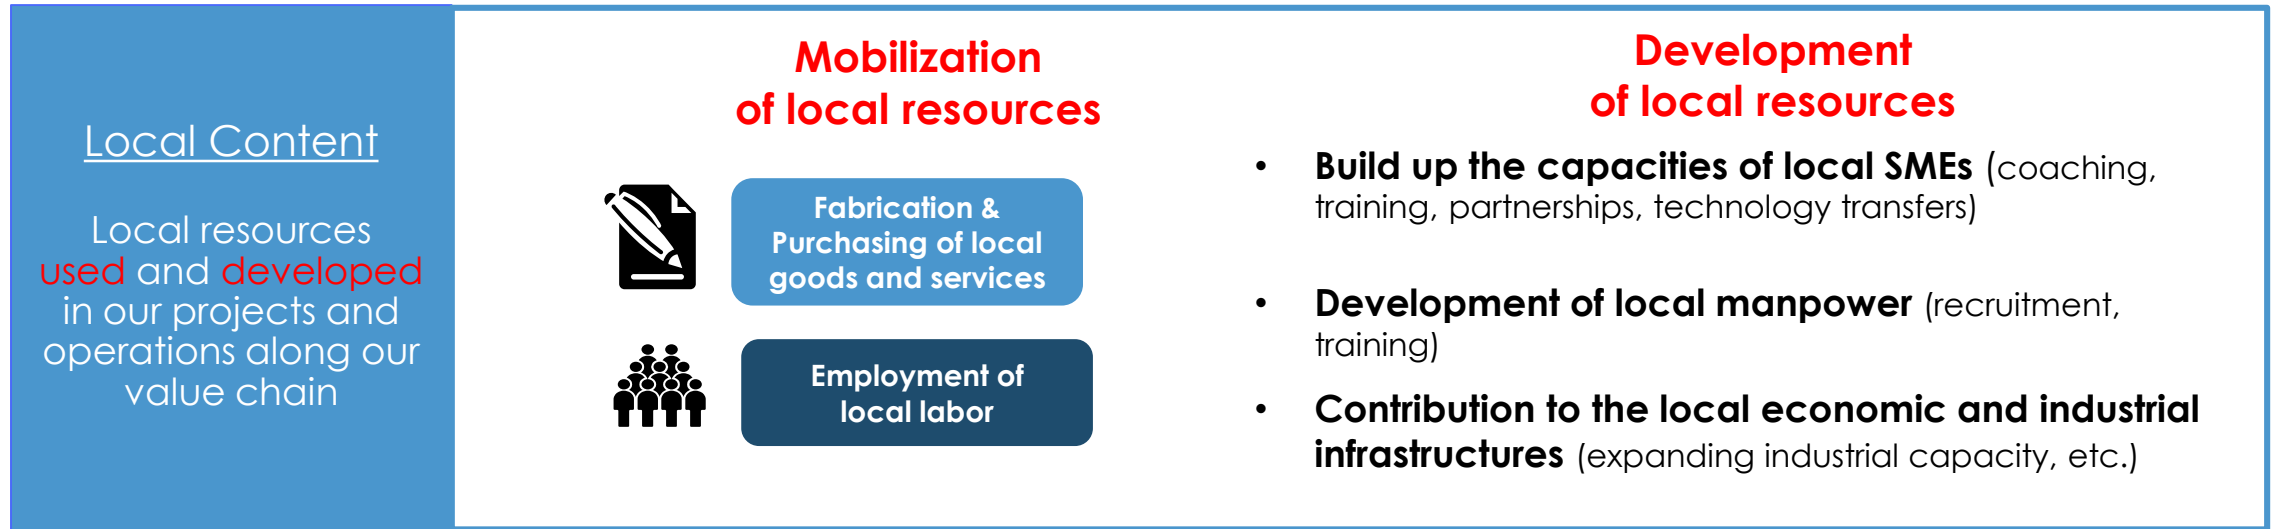 Local Content
Local resources
used and developed
in our projects and
operations along our
value chain
Mobilization
of local resources
Fabrication &
Purchasing of local
goods and services
Employment of
local labor
Development
of local resources
• Build up the capacities of local SMEs (coaching,
training, partnerships, technology transfers)
• Development of local manpower (recruitment,
training)
• Contribution to the local economic and industrial
infrastructures (expanding industrial capacity, etc.)